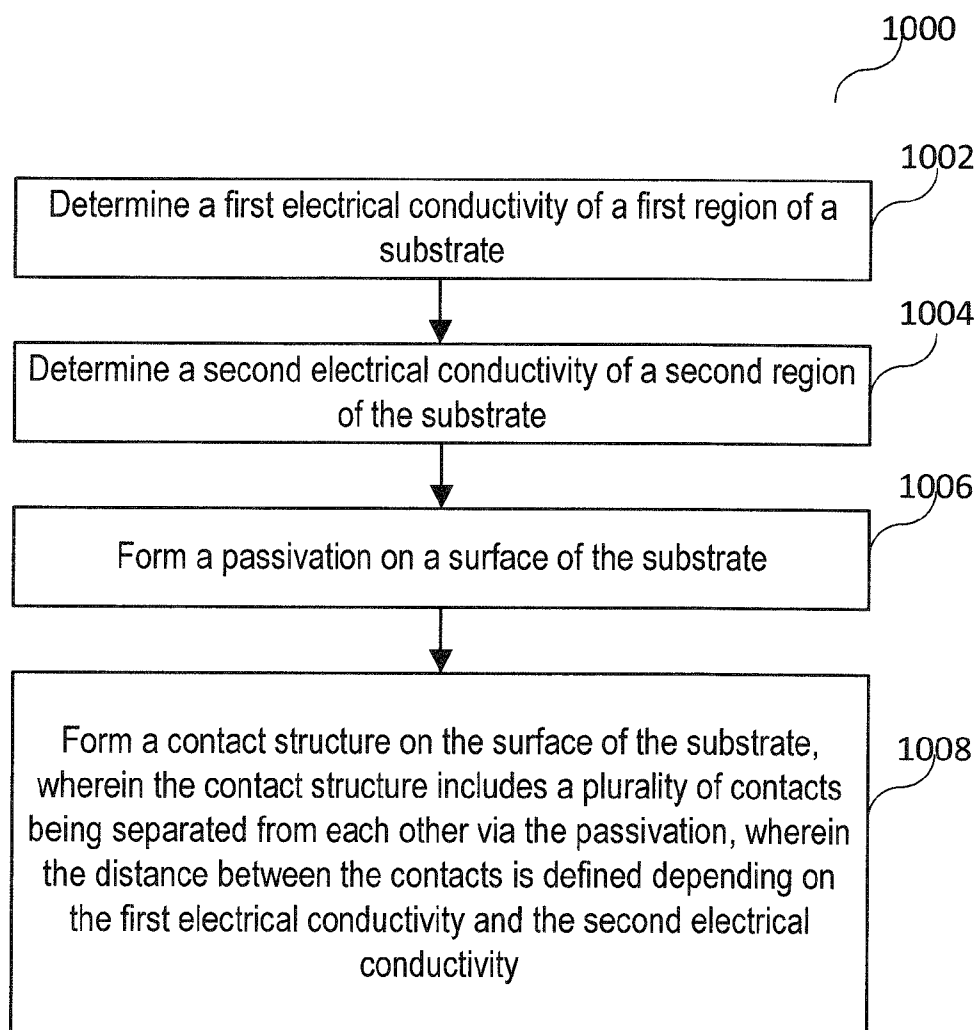 1000
1002
Determine a first electrical conductivity of a first region of a
substrate
1004
Determine a second electrical conductivity of a second region
of the substrate
1006
Form a passivation on a surface of the substrate
1008
Form a contact structure on the surface of the substrate,
wherein the contact structure includes a plurality of contacts
being separated from each other via the passivation, wherein
the distance between the contacts is defined depending on
the first electrical conductivity and the second electrical
conductivity